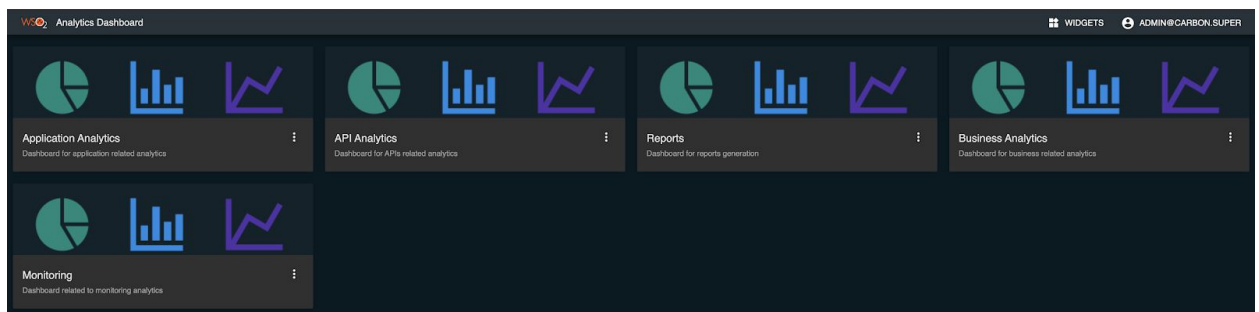 WSO2 Analytics Dashboard
WIDGETS
ADMIN@CARBON.SUPER
Application Analytics
Dashboard for application related analytics
API Analytics
Dashboard for APIs related analytics
Reports
Dashboard for reports generation
Business Analytics
Dashboard for business related analytics
Monitoring
Dashboard related to monitoring analytics